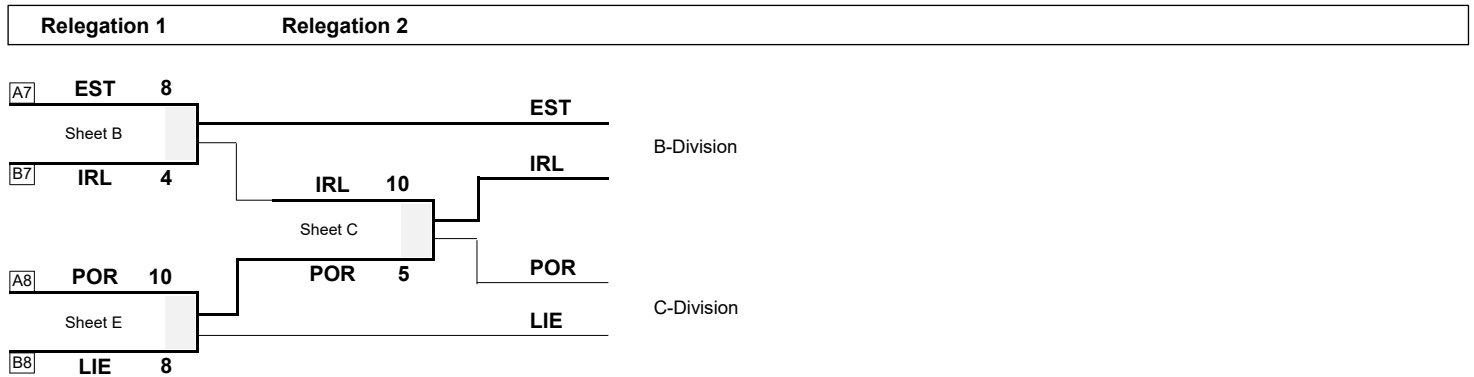 Relegation 1 Relegation 2
A7 EST 8
EST
Sheet B
B-Division
B7 IRL 4
IRL
IRL 10
Sheet C
POR 5
POR
A8 POR 10
C-Division
Sheet E
LIE
B8 LIE 8